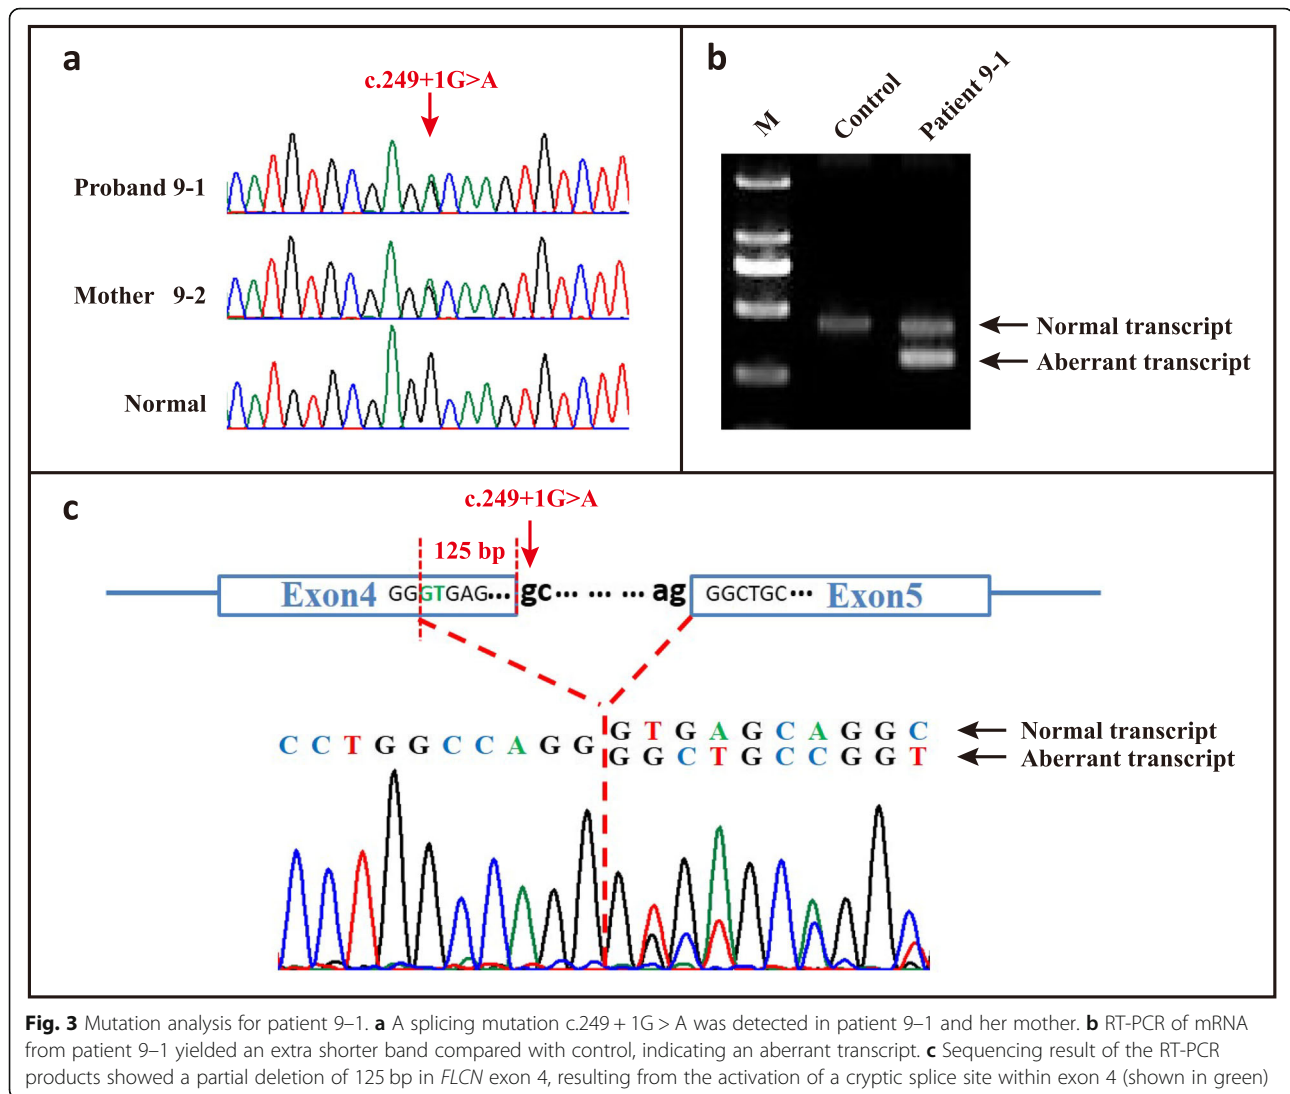 a
c.249+1G>A
Proband 9-1
Mother 9-2
Normal
b
M
Control
Patient 9-1
Normal transcript
Aberrant transcript
c
c.249+1G>A
125 bp
Exon4 GGGTGAG••• gc••• ••• •••ag GGCTGC••• Exon5
CCTGGCCAGG GTGAGCAGGC Normal transcript
GGCTGCCGGT Aberrant transcript
Fig. 3 Mutation analysis for patient 9–1. a A splicing mutation c.249 + 1G > A was detected in patient 9–1 and her mother. b RT-PCR of mRNA
from patient 9–1 yielded an extra shorter band compared with control, indicating an aberrant transcript. c Sequencing result of the RT-PCR
products showed a partial deletion of 125 bp in FLCN exon 4, resulting from the activation of a cryptic splice site within exon 4 (shown in green)